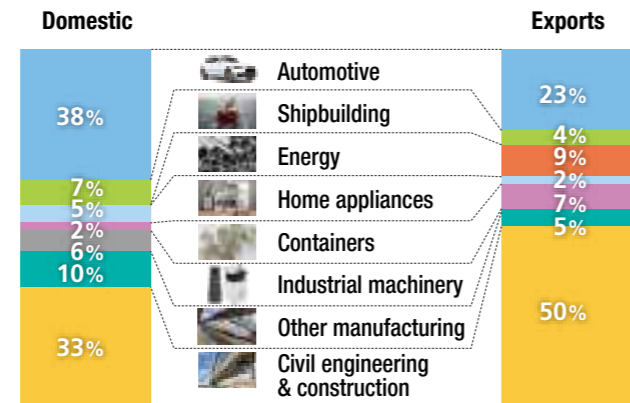 Domestic
Exports
38%
7%
5%
2%
6%
10%
33%
Automotive
Shipbuilding
Energy
Home appliances
Containers
Industrial machinery
Other manufacturing
Civil engineering
& construction
23%
4%
9%
2%
7%
5%
50%